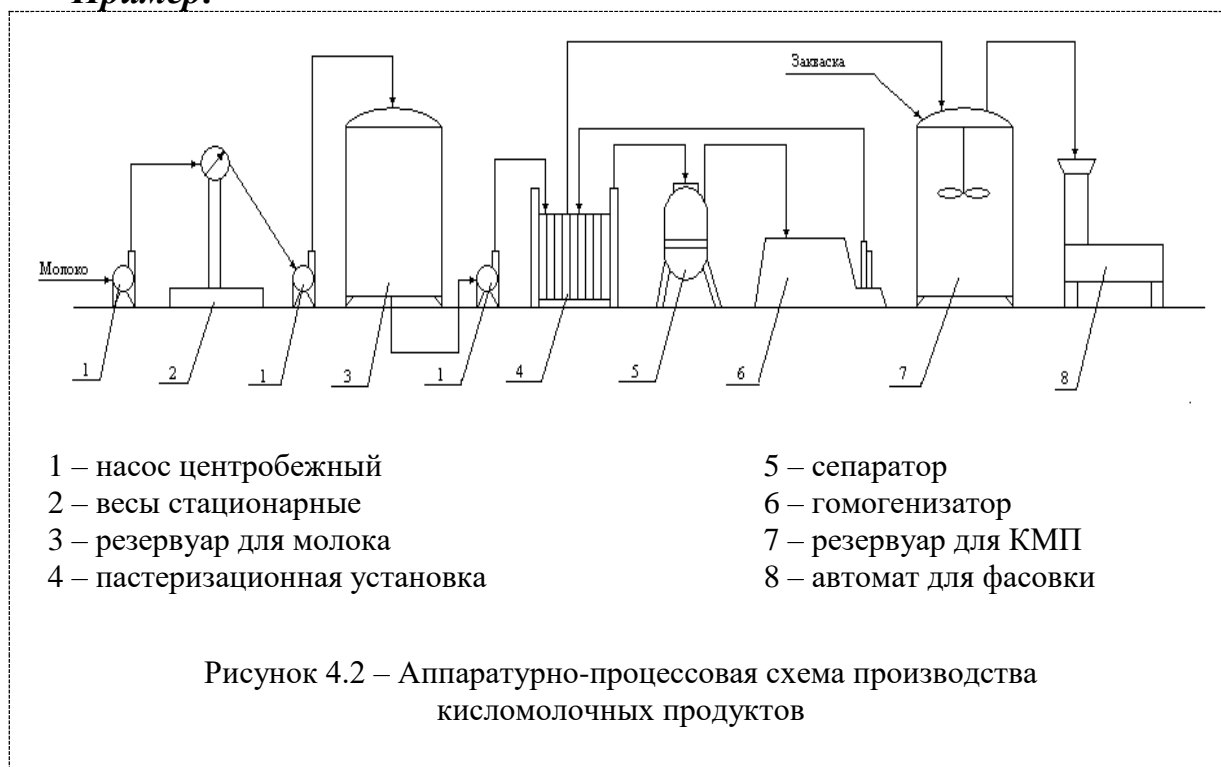 Пример:
Закваска
Молоко
1
2
1
3
1
4
5
6
7
8
1 – насос центробежный
2 – весы стационарные
3 – резервуар для молока
4 – пастеризационная установка
5 – сепаратор
6 – гомогенизатор
7 – резервуар для КМП
8 – автомат для фасовки
Рисунок 4.2 – Аппаратурно-процессовая схема производства
кисломолочных продуктов